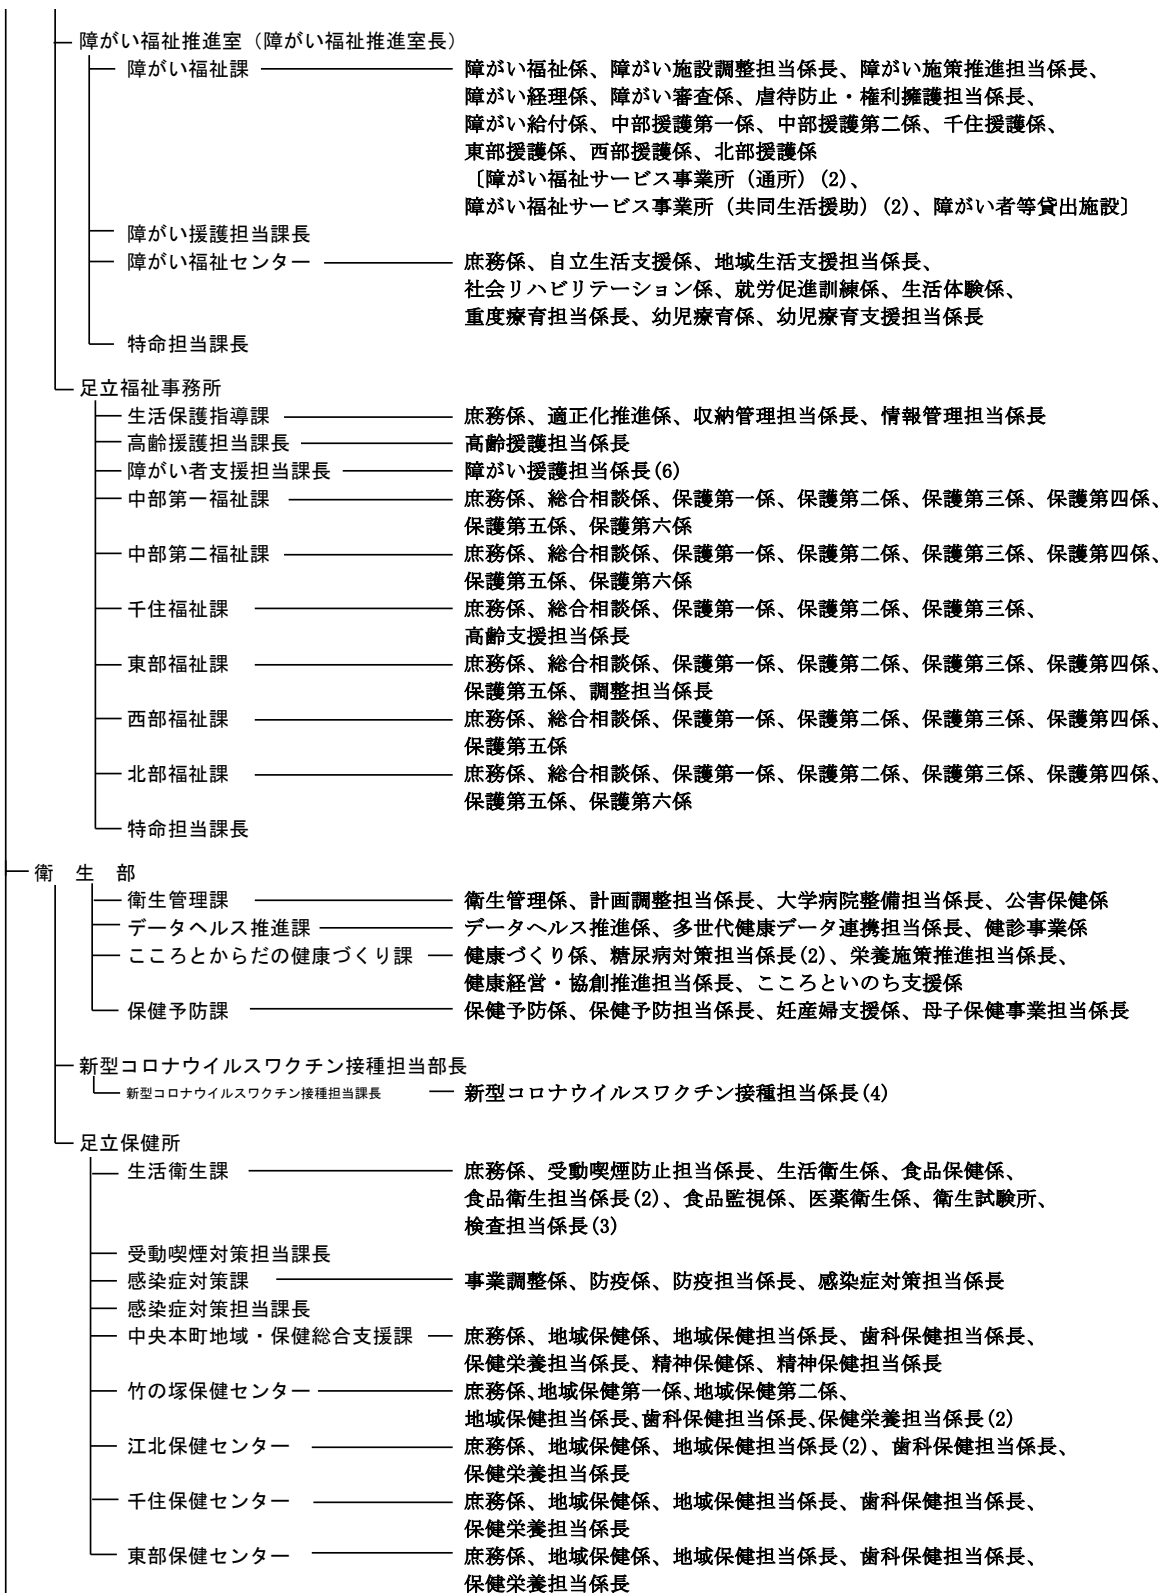 障がい福祉推進室（障がい福祉推進室長）
障がい福祉課 障がい福祉係、障がい施設調整担当係長、障がい施策推進担当係長、
障がい経理係、障がい審査係、虐待防止・権利擁護担当係長、
障がい給付係、中部援護第一係、中部援護第二係、千住援護係、
東部援護係、西部援護係、北部援護係
〔障がい福祉サービス事業所（通所）(2)、
障がい福祉サービス事業所（共同生活援助）(2)、障がい者等貸出施設〕
障がい援護担当課長
障がい福祉センター 庶務係、自立生活支援係、地域生活支援担当係長、
社会リハビリテーション係、就労促進訓練係、生活体験係、
重度療育担当係長、幼児療育係、幼児療育支援担当係長
特命担当課長
足立福祉事務所
生活保護指導課 庶務係、適正化推進係、収納管理担当係長、情報管理担当係長
高齢援護担当課長 高齢援護担当係長
障がい者支援担当課長 障がい援護担当係長(6)
中部第一福祉課 庶務係、総合相談係、保護第一係、保護第二係、保護第三係、保護第四係、
保護第五係、保護第六係
中部第二福祉課 庶務係、総合相談係、保護第一係、保護第二係、保護第三係、保護第四係、
保護第五係、保護第六係
千住福祉課 庶務係、総合相談係、保護第一係、保護第二係、保護第三係、
高齢支援担当係長
東部福祉課 庶務係、総合相談係、保護第一係、保護第二係、保護第三係、保護第四係、
保護第五係、調整担当係長
西部福祉課 庶務係、総合相談係、保護第一係、保護第二係、保護第三係、保護第四係、
保護第五係
北部福祉課 庶務係、総合相談係、保護第一係、保護第二係、保護第三係、保護第四係、
保護第五係、保護第六係
特命担当課長
衛 生 部
衛生管理課 衛生管理係、計画調整担当係長、大学病院整備担当係長、公害保健係
データヘルス推進課 データヘルス推進係、多世代健康データ連携担当係長、健診事業係
こころとからだの健康づくり課 健康づくり係、糖尿病対策担当係長(2)、栄養施策推進担当係長、
健康経営・協創推進担当係長、こころといのち支援係
保健予防課 保健予防係、保健予防担当係長、妊産婦支援係、母子保健事業担当係長
新型コロナウイルスワクチン接種担当部長
新型コロナウイルスワクチン接種担当課長 新型コロナウイルスワクチン接種担当係長(4)
足立保健所
生活衛生課 庶務係、受動喫煙防止担当係長、生活衛生係、食品保健係、
食品衛生担当係長(2)、食品監視係、医薬衛生係、衛生試験所、
検査担当係長(3)
受動喫煙対策担当課長
感染症対策課 事業調整係、防疫係、防疫担当係長、感染症対策担当係長
感染症対策担当課長
中央本町地域・保健総合支援課 庶務係、地域保健係、地域保健担当係長、歯科保健担当係長、
保健栄養担当係長、精神保健係、精神保健担当係長
竹の塚保健センター 庶務係、地域保健第一係、地域保健第二係、
地域保健担当係長、歯科保健担当係長、保健栄養担当係長(2)
江北保健センター 庶務係、地域保健係、地域保健担当係長(2)、歯科保健担当係長、
保健栄養担当係長
千住保健センター 庶務係、地域保健係、地域保健担当係長、歯科保健担当係長、
保健栄養担当係長
東部保健センター 庶務係、地域保健係、地域保健担当係長、歯科保健担当係長、
保健栄養担当係長